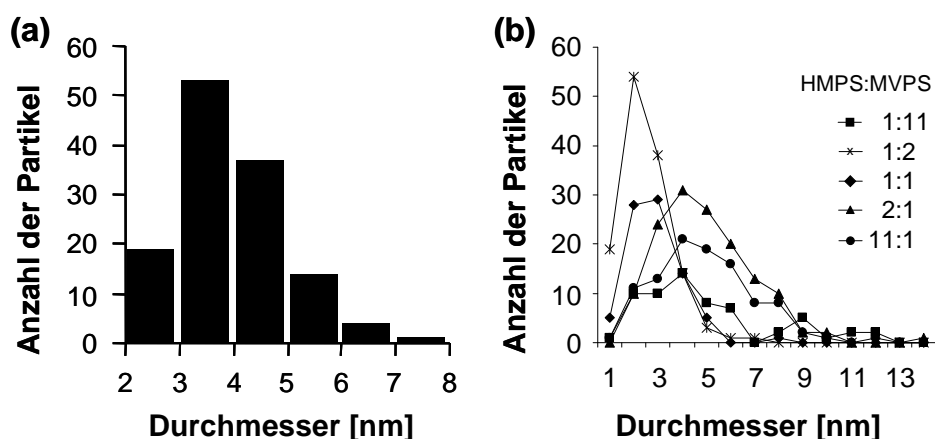 (a)
Anzahl der Partikel
60
50
40
30
20
10
0
2 3 4 5 6 7 8
Durchmesser [nm]
(b)
Anzahl der Partikel
60
50
40
30
20
10
0
1 3 5 7 9 11 13
Durchmesser [nm]
HMPS:MVPS
1:11
1:2
1:1
2:1
11:1